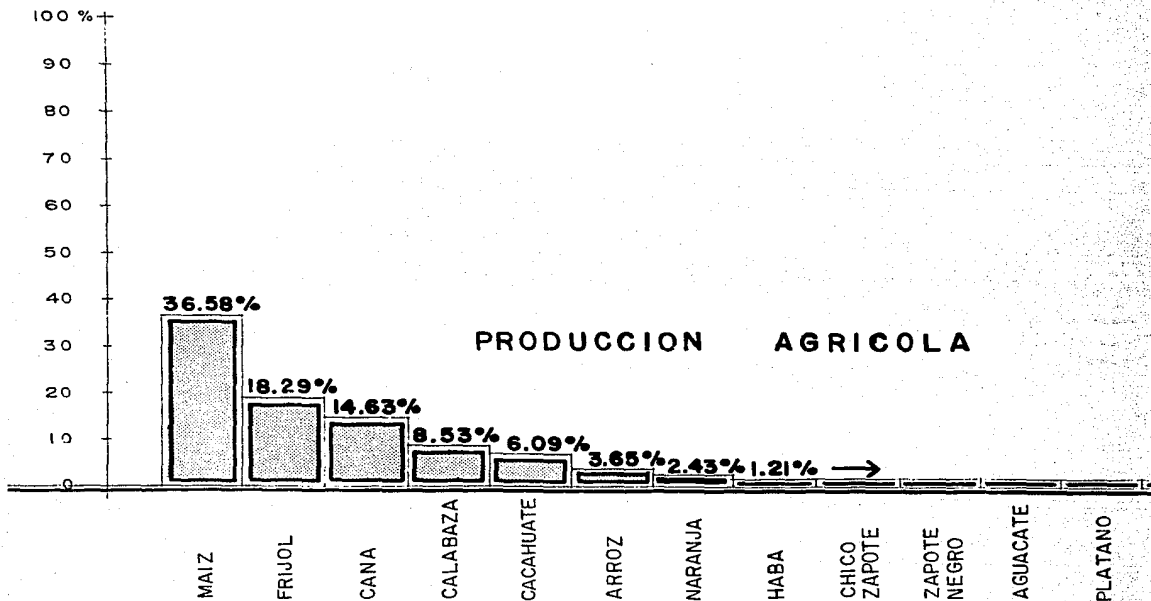 100 %
90
80
70
60
50
40
30
20
10
0
36.58%
18.29%
14.63%
8.53%
6.09%
3.65%
2.43%
1.21%
PRODUCCION AGRICOLA
MAIZ
FRIJOL
CANA
CALABAZA
CACAHUATE
ARROZ
NARANJA
HABA
CHICO
ZAPOTE
ZAPOTE
NEGRO
AGUACATE
PLATANO